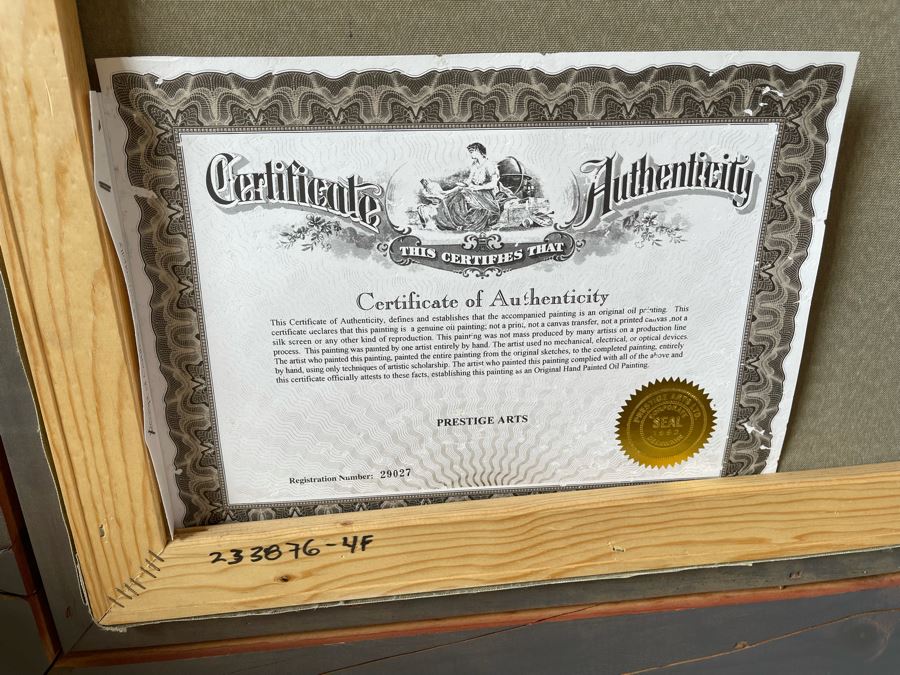 Certificate Authenticity
THIS CERTIFIES THAT
Certificate of Authenticity
This Certificate of Authenticity, defines and establishes that the accompanied painting is an original oil painting. This
certificate declares that this painting is a genuine oil painting; not a print, not a canvas transfer, not a printed canvas ,not a
silk screen or any other kind of reproduction. This painting was not mass produced by many artists on a production line
process. This painting was painted by one artist entirely by hand. The artist used no mechanical, electrical, or optical devices.
The artist who painted this painting, painted the entire painting from the original sketches, to the completed painting, entirely
by hand, using only techniques of artistic scholarship. The artist who painted this painting complied with all of the above and
this certificate officially attests to these facts, establishing this painting as an Original Hand Painted Oil Painting.
PRESTIGE ARTS
PRESTIGE ARTS LTD
SEAL
Registration Number: 29027
233876-4F